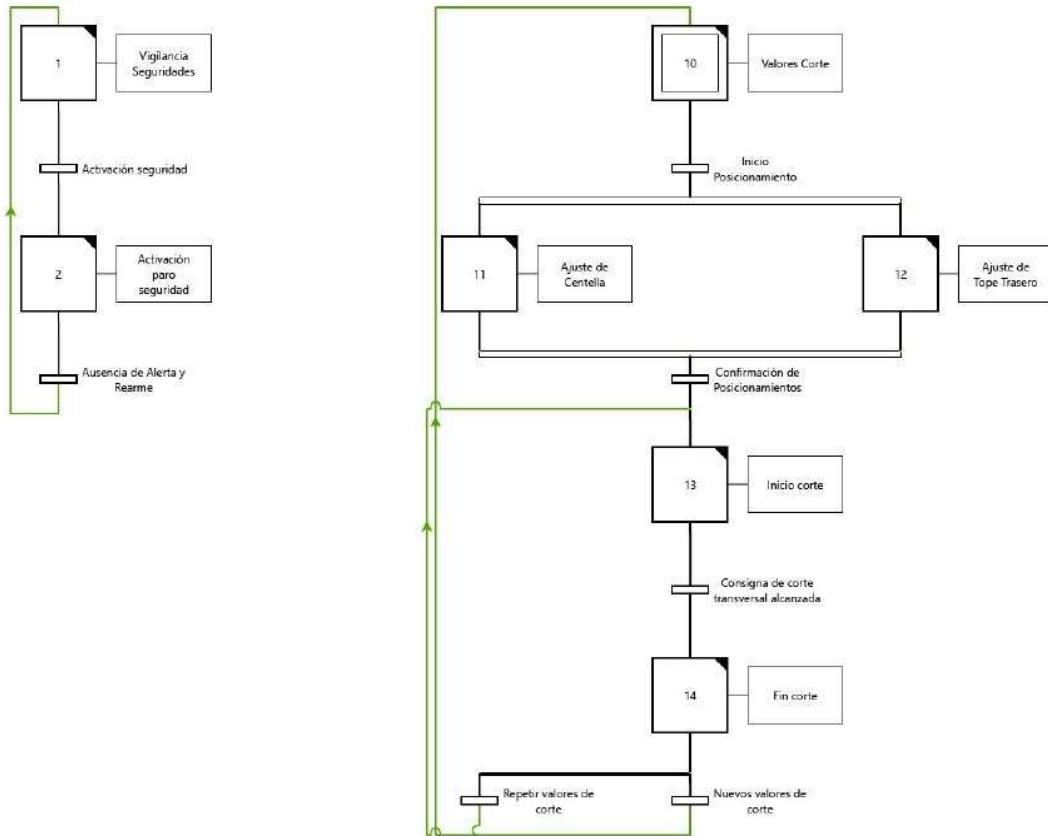 1
Vigilancia
Seguridades
Activación seguridad
2
Activación
paro
seguridad
Ausencia de Alerta y
Rearme
10
Valores Corte
Inicio
Posicionamiento
11
Ajuste de
Centella
12
Ajuste de
Tope Trasero
Confirmación de
Posicionamientos
13
Inicio corte
Consigna de corte
transversal alcanzada
14
Fin corte
Repetir valores de
corte
Nuevos valores de
corte